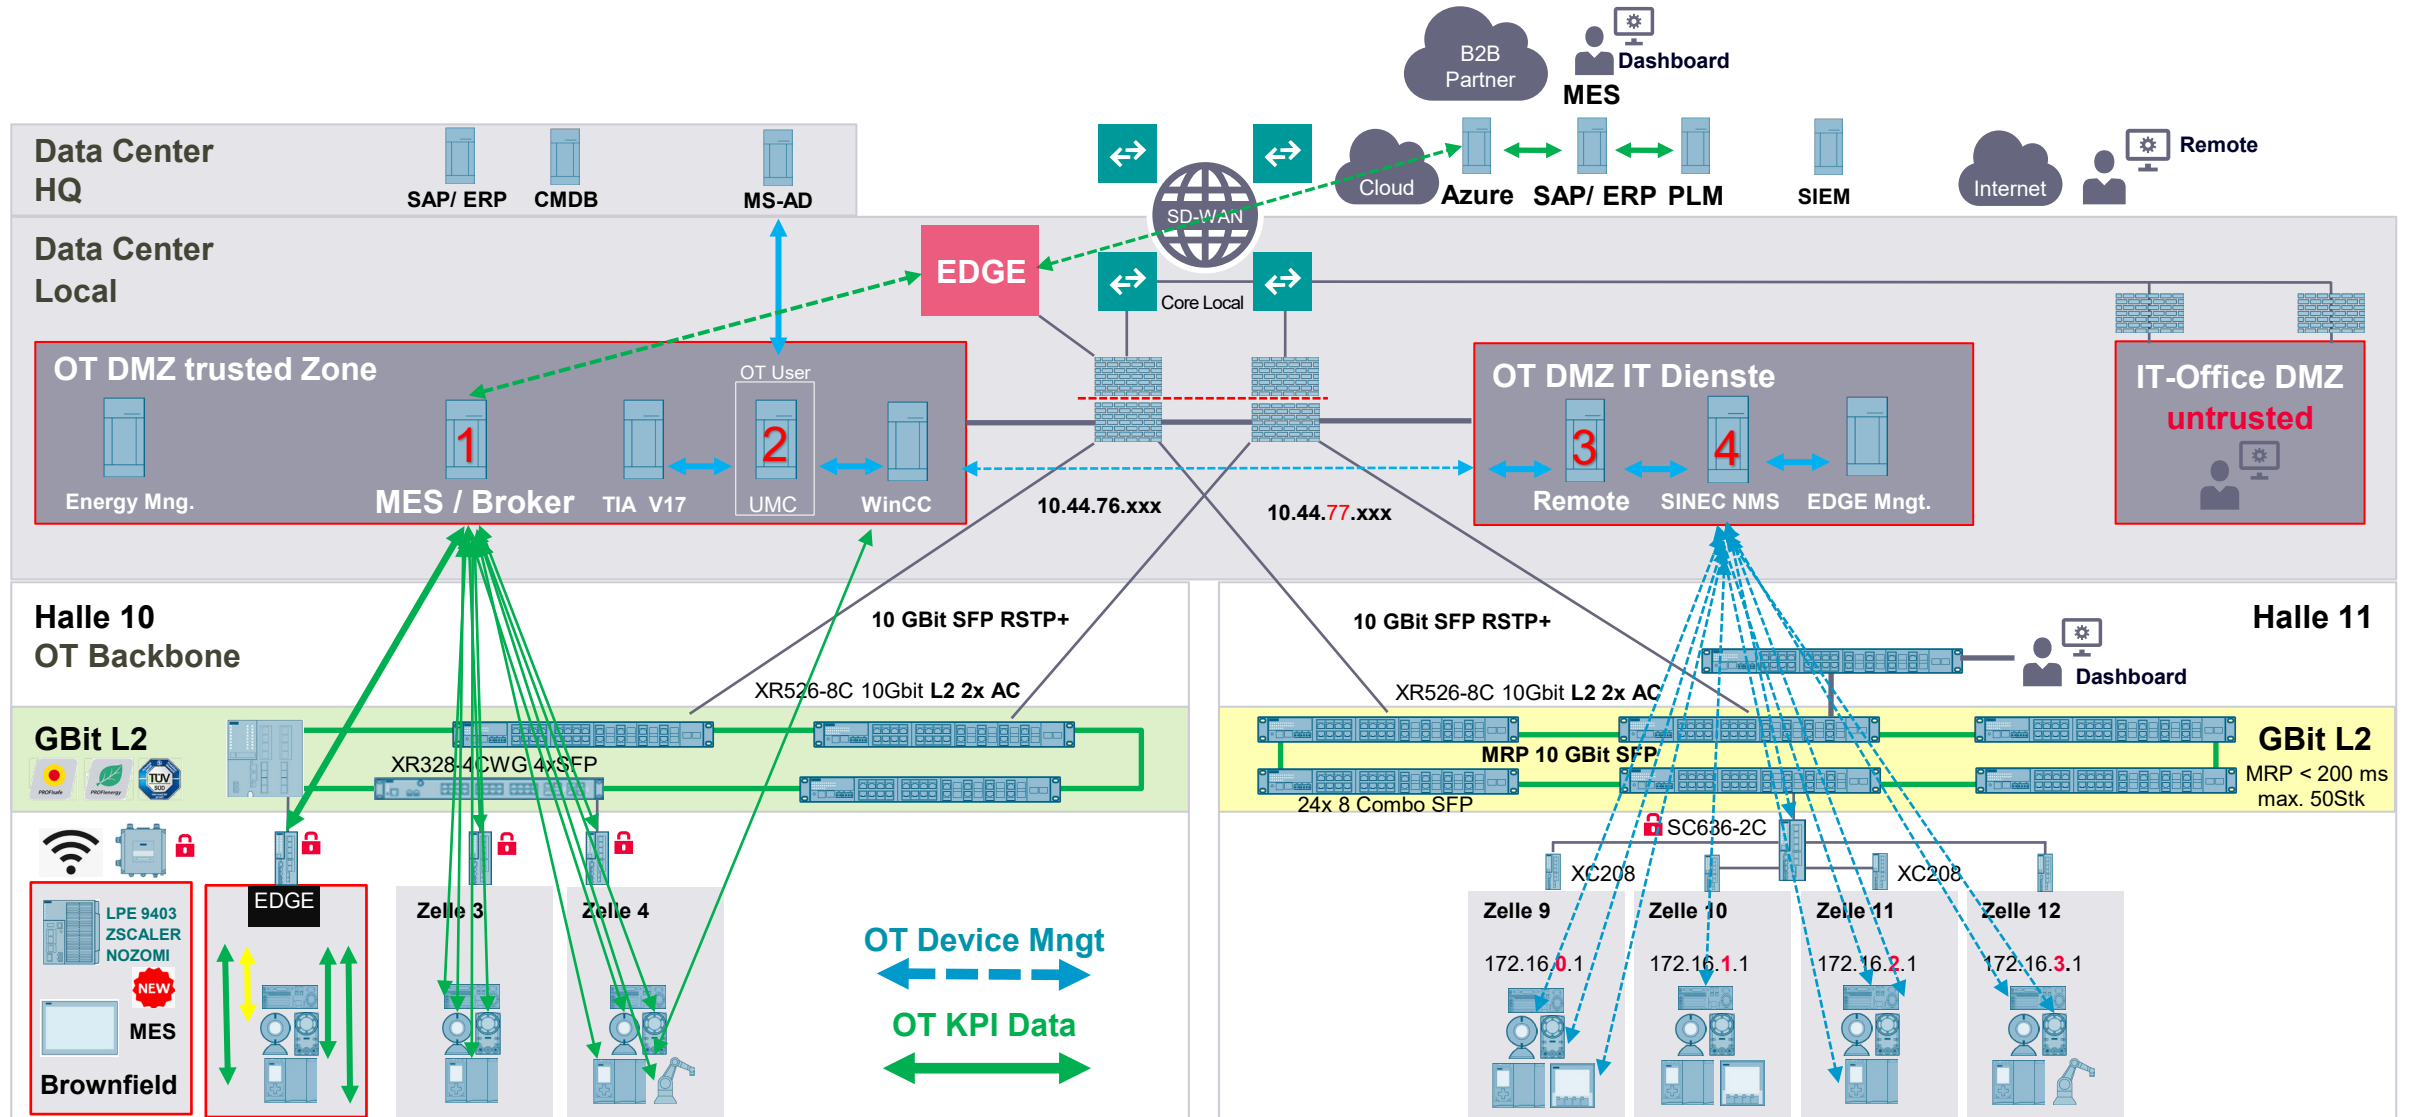 B2B
Partner
Dashboard
MES
Data Center
HQ
SAP/ ERP
CMDB
MS-AD
SD-WAN
Cloud
Azure
SAP/ ERP
PLM
SIEM
Internet
Remote
Data Center
Local
EDGE
Core Local
OT DMZ trusted Zone
OT User
1
2
Energy Mng.
MES / Broker
TIA V17
UMC
WinCC
10.44.76.xxx
10.44.77.xxx
OT DMZ IT Dienste
3
4
Remote
SINEC NMS
EDGE Mngt.
IT-Office DMZ
untrusted
Halle 10
OT Backbone
10 GBit SFP RSTP+
10 GBit SFP RSTP+
Halle 11
Dashboard
XR526-8C 10Gbit L2 2x AC
XR526-8C 10Gbit L2 2x AC
GBit L2
PROFIsafe
PROFIenergy
TÜV
SÜD
XR328-4CWG 4xSFP
MRP 10 GBit SFP
24x 8 Combo SFP
GBit L2
MRP < 200 ms
max. 50Stk
SC636-2C
XC208
XC208
LPE 9403
ZSCALER
NOZOMI
NEW
MES
Brownfield
EDGE
Zelle 3
Zelle 4
OT Device Mngt
OT KPI Data
Zelle 9
Zelle 10
Zelle 11
Zelle 12
172.16.0.1
172.16.1.1
172.16.2.1
172.16.3.1